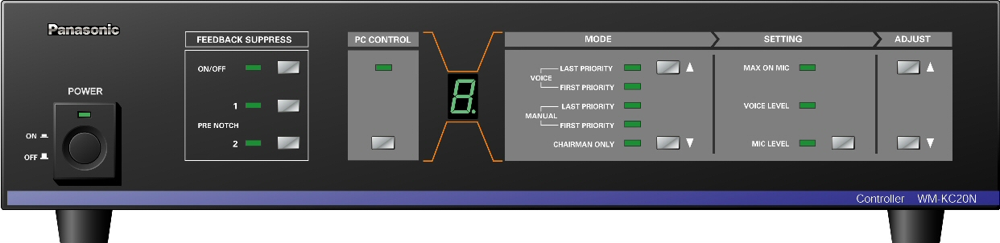 Panasonic
FEEDBACK SUPPRESS
PC CONTROL
MODE
SETTING
ADJUST
POWER
ON
OFF
ON/OFF
1
PRE NOTCH
2
8.
LAST PRIORITY
VOICE
FIRST PRIORITY
LAST PRIORITY
MANUAL
FIRST PRIORITY
CHAIRMAN ONLY
MAX ON MIC
VOICE LEVEL
MIC LEVEL
Controller WM-KC20N